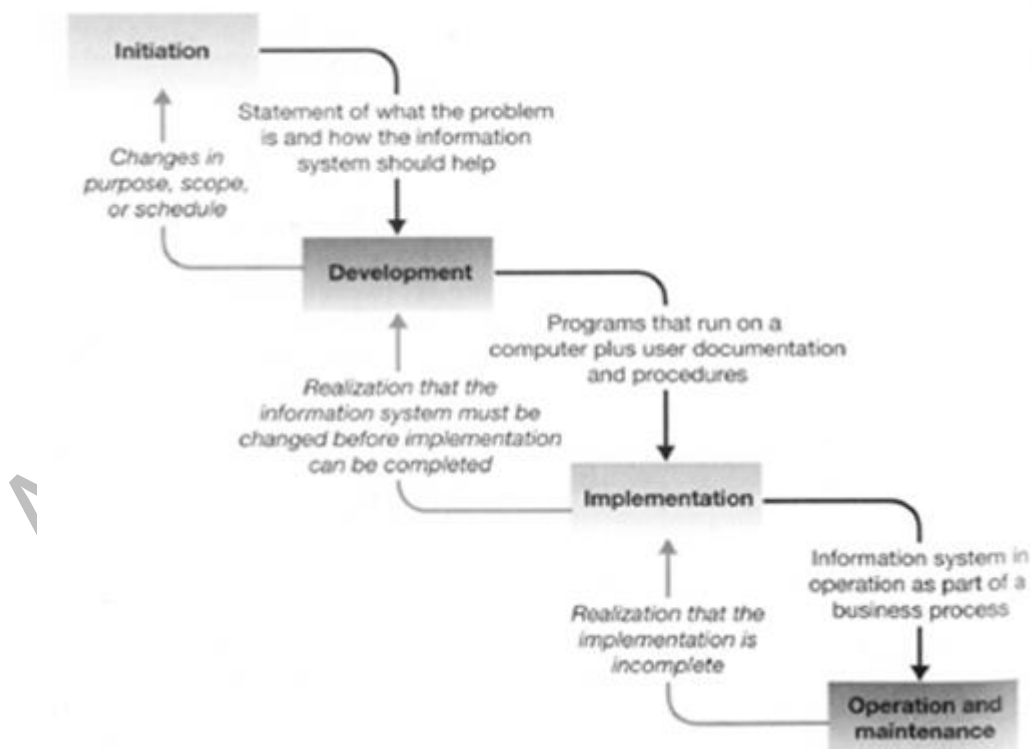 Initiation
Statement of what the problem
is and how the information
system should help
Changes in
purpose, scope,
or schedule
Development
Programs that run on a
computer plus user documentation
and procedures
Realization that the
information system must be
changed before implementation
can be completed
Implementation
Information system in
operation as part of a
business process
Realization that the
implementation is
incomplete
Operation and
maintenance